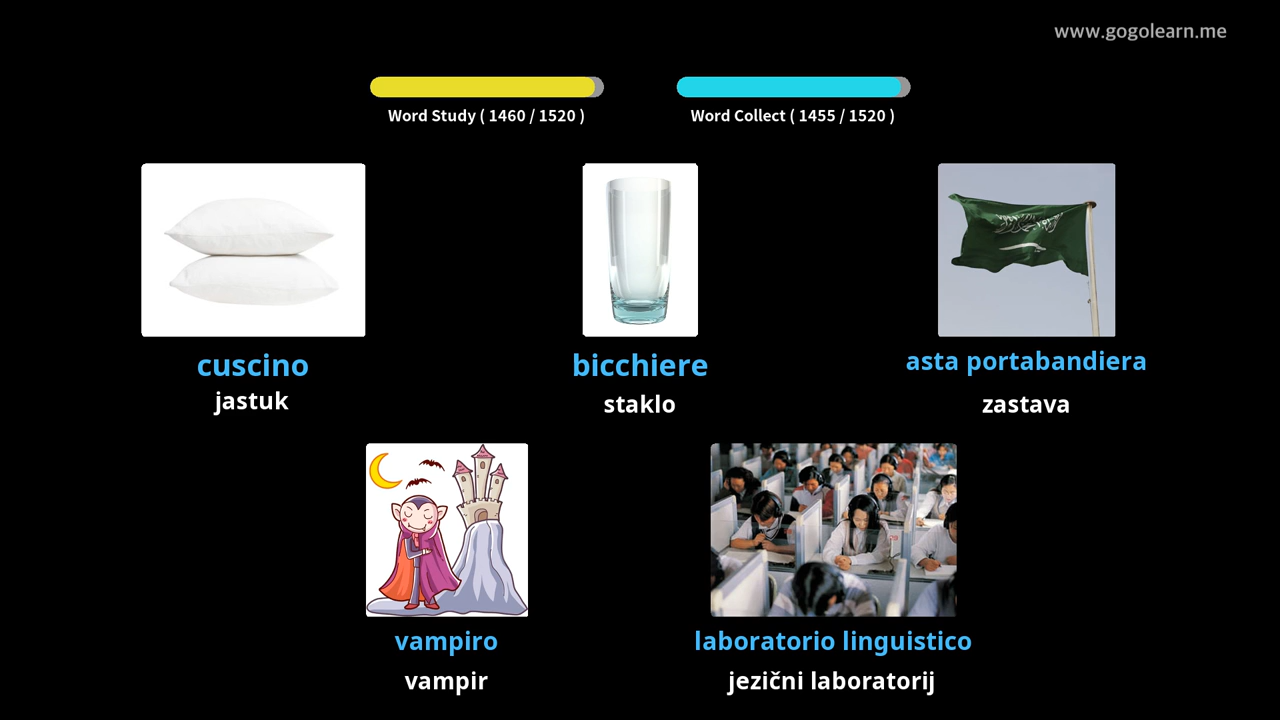 www.gogolearn.me
Word Study ( 1460 / 1520 )
Word Collect ( 1455 / 1520 )
cuscino
jastuk
bicchiere
staklo
asta portabandiera
zastava
vampiro
vampir
laboratorio linguistico
jezični laboratorij